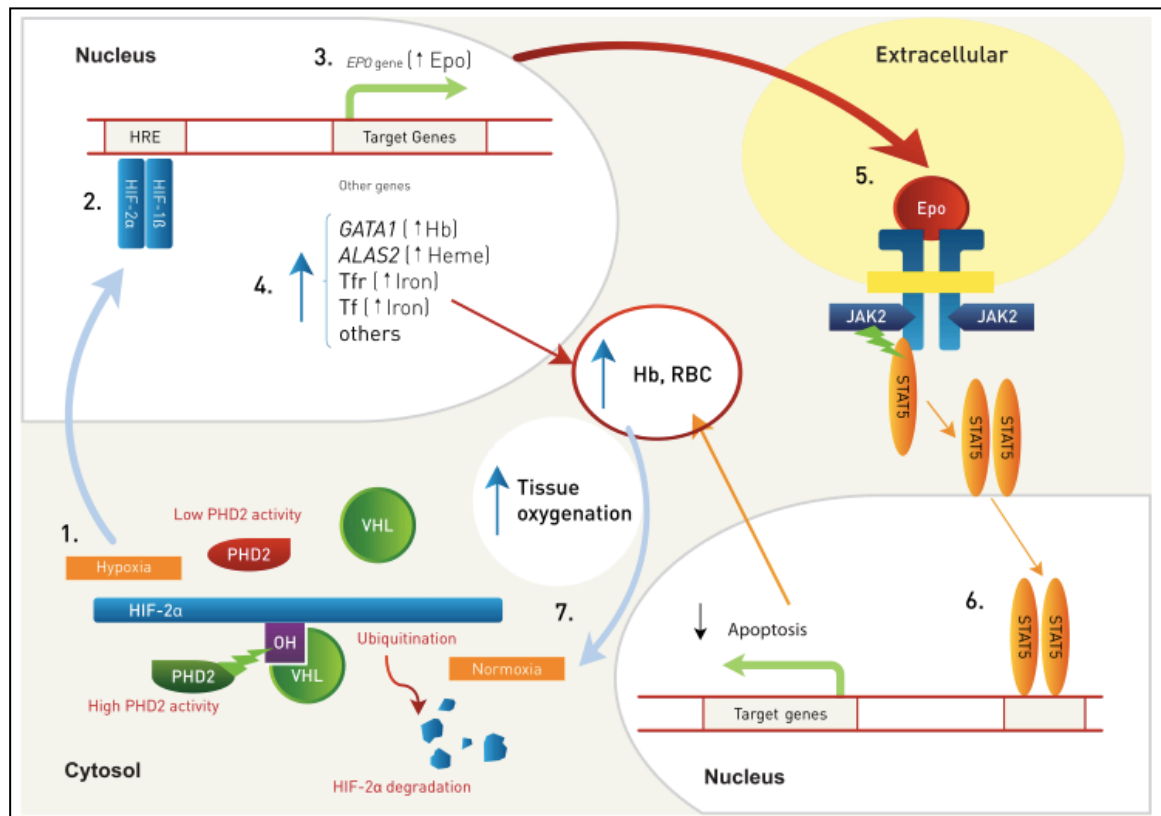 Nucleus
3. EPO gene (↑ Epo)
HRE
Target Genes
2.
HIF-2α
HIF-1ß
Other genes
4.
GATA1 (↑Hb)
ALAS2 (↑Heme)
Tfr (↑Iron)
Tf (↑Iron)
others
Extracellular
5.
Epo
JAK2
JAK2
STAT5
STAT5
STAT5
Hb, RBC
Tissue
oxygenation
1.
Hypoxia
Low PHD2 activity
PHD2
VHL
HIF-2α
OH
PHD2
VHL
High PHD2 activity
Ubiquitination
7.
Normoxia
HIF-2α degradation
Cytosol
6.
STAT5
STAT5
Apoptosis
Target genes
Nucleus